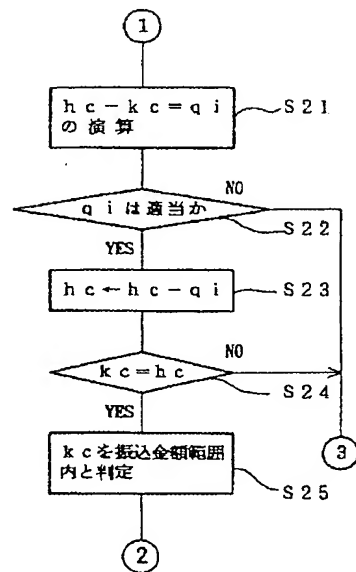 1
hc－kc＝qi
の演算
S21
NO
qiは適当か
S22
YES
hc←hc－qi
S23
NO
kc＝hc
S24
YES
3
kcを振込金額範囲
内と判定
S25
2